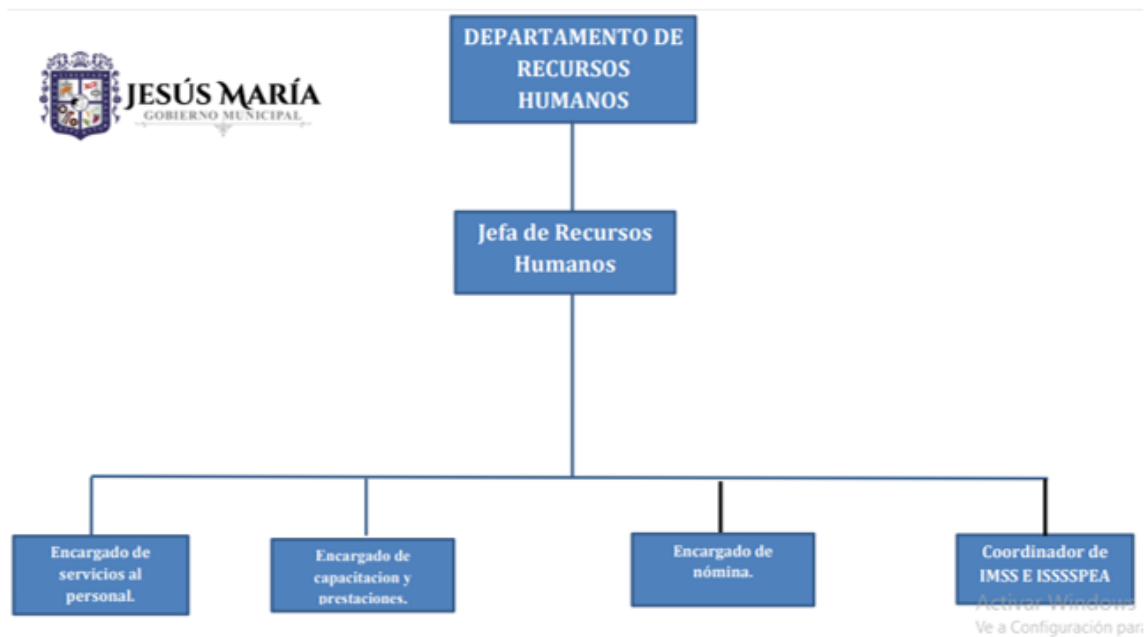 DEPARTAMENTO DE
RECURSOS
HUMANOS
JESÚS MARÍA
GOBIERNO MUNICIPAL
Jefa de Recursos
Humanos
Encargado de
servicios al
personal.
Encargado de
capacitacion y
prestaciones.
Encargado de
nómina.
Coordinador de
IMSS E ISSSSPEA
Activar Windows
Ve a Configuración para